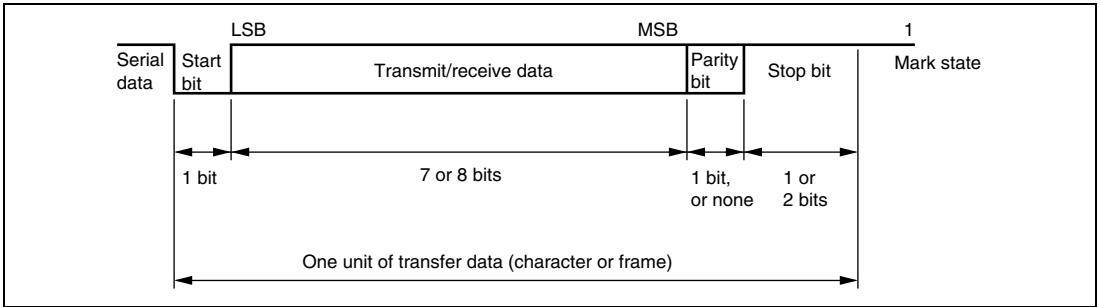 LSB
MSB
1
Serial
data
Start
bit
Transmit/receive data
Parity
bit
Stop bit
Mark state
1 bit
7 or 8 bits
1 bit,
or none
1 or
2 bits
One unit of transfer data (character or frame)